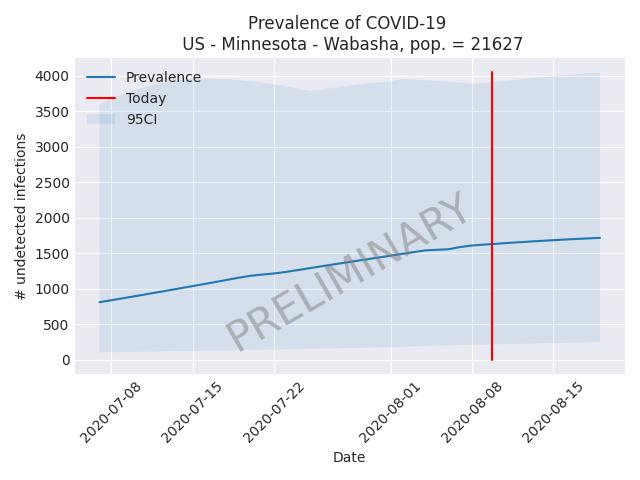 Prevalence of COVID-19
US - Minnesota - Wabasha, pop. = 21627
# undetected infections
4000
3500
3000
2500
2000
1500
1000
500
0
Prevalence
Today
95CI
PRELIMINARY
2020-07-08
2020-07-15
2020-07-22
2020-08-01
2020-08-08
2020-08-15
Date